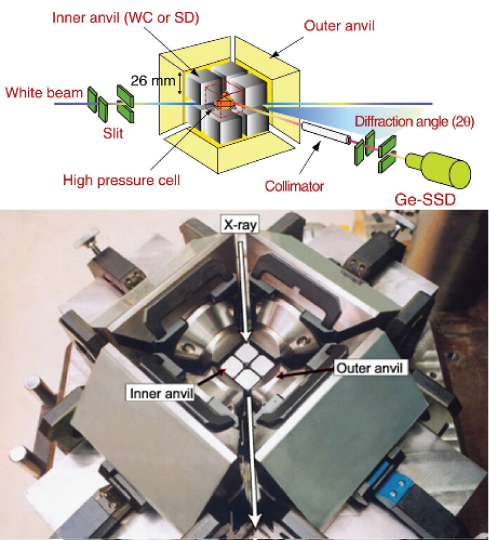 Inner anvil (WC or SD)
Outer anvil
26 mm
White beam
Slit
Diffraction angle (2θ)
High pressure cell
Collimator
Ge-SSD
X-ray
Inner anvil
Outer anvil